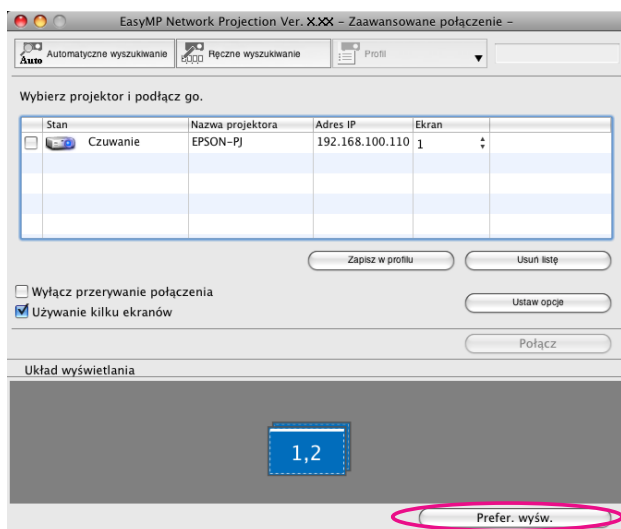 EasyMP Network Projection Ver. X.XX – Zaawansowane połączenie –
Auto Automatyczne wyszukiwanie Ręczne wyszukiwanie Profil
Wybierz projektor i podłącz go.
Stan Nazwa projektora Adres IP Ekran
Czuwanie EPSON-PJ 192.168.100.110 1
Zapisz w profilu Usuń listę
Wyłącz przerywanie połączenia
Ustaw opcje
Używanie kilku ekranów
Połącz
Układ wyświetlania
1,2
Prefer. wyśw.